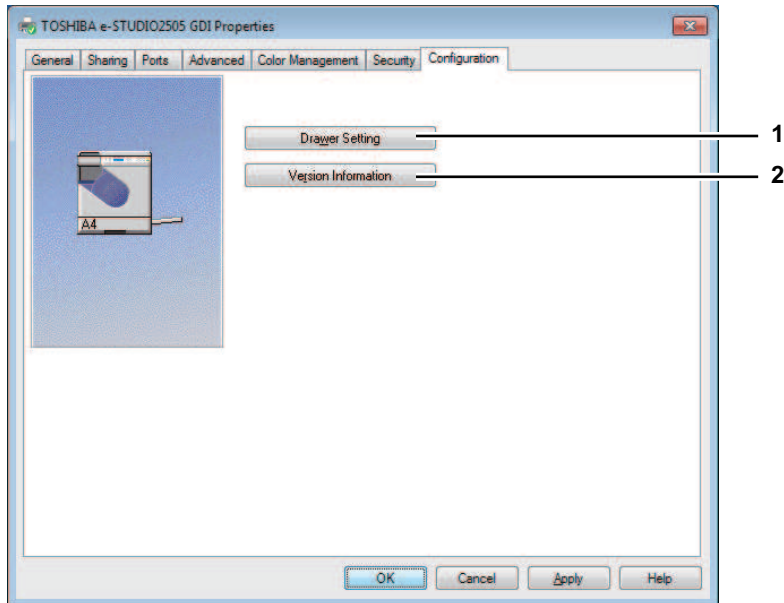 TOSHIBA e-STUDIO2505 GDI Properties
General Sharing Ports Advanced Color Management Security Configuration
Drawer Setting 1
Version Information 2
A4
OK Cancel Apply Help